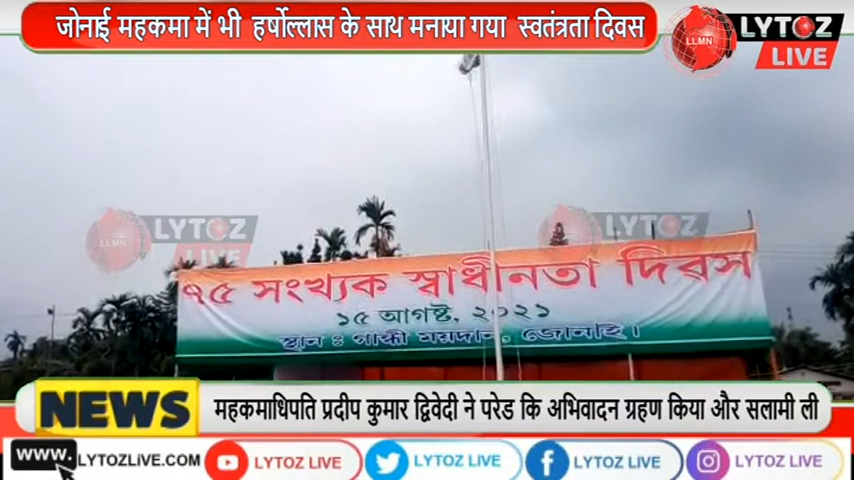 जोनाई महकमा में भी हर्षोल्लास के साथ मनाया गया स्वतंत्रता दिवस
LLMN
LYTOZ
LIVE
LLMN LYTOZ LIVE
LLMN LYTOZ LIVE
৭৫ সংখ্যক স্বাধীনতা দিৱস
১৫ আগষ্ট, ২০২১
স্থান : গান্ধী ময়দান, জোনাই।
NEWS
महकमाधिपति प्रदीप कुमार द्विवेदी ने परेड कि अभिवादन ग्रहण किया और सलामी ली
WWW. LYTOZLIVE.COM LYTOZ LIVE LYTOZ LIVE LYTOZ LIVE LYTOZ LIVE